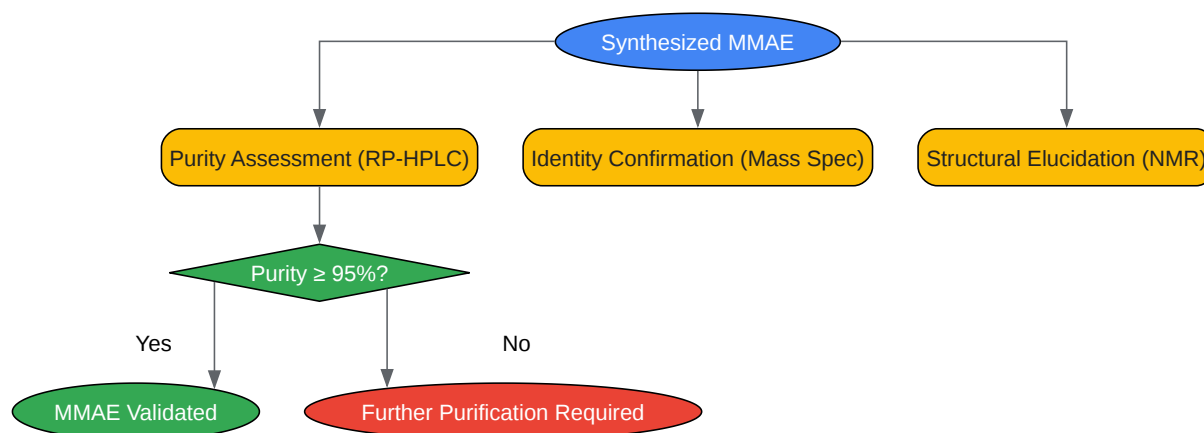 Synthesized MMAE
Purity Assessment (RP-HPLC)
Identity Confirmation (Mass Spec)
Structural Elucidation (NMR)
Purity ≥ 95%?
Yes
No
MMAE Validated
Further Purification Required